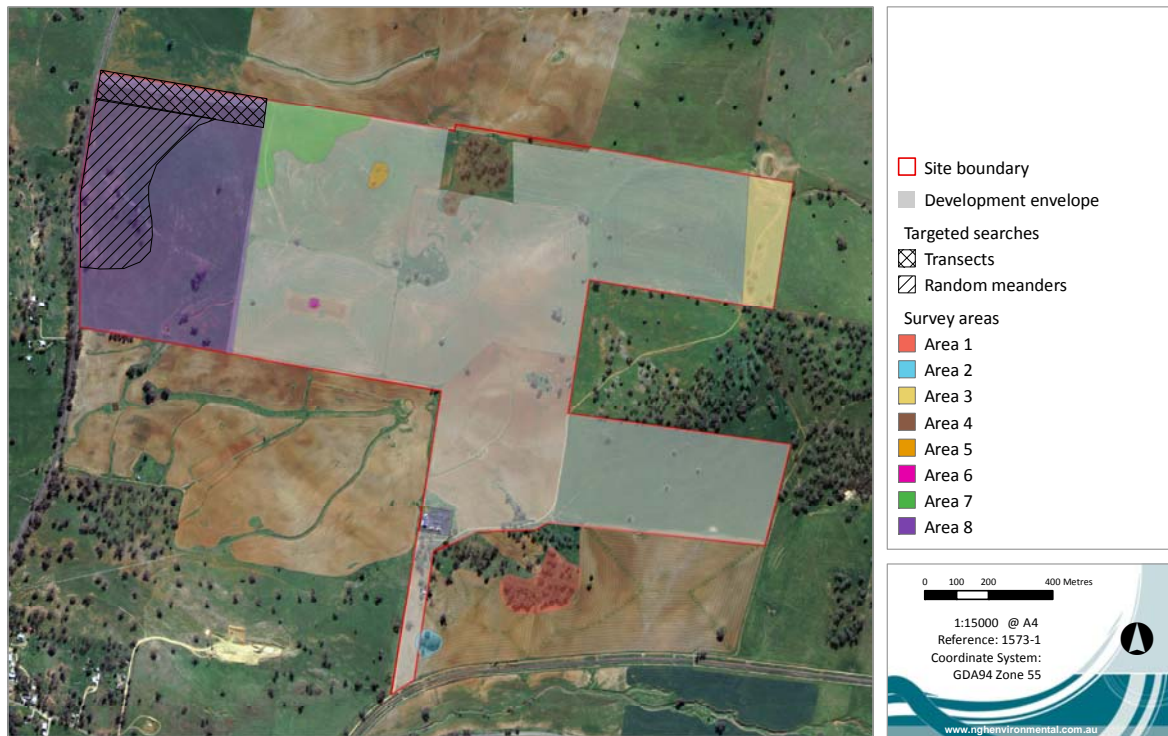 Site boundary
Development envelope
Targeted searches
Transects
Random meanders
Survey areas
Area 1
Area 2
Area 3
Area 4
Area 5
Area 6
Area 7
Area 8
0 100 200 400 Metres
1:15000 @ A4
Reference: 1573-1
Coordinate System:
GDA94 Zone 55
www.nghenvironmental.com.au